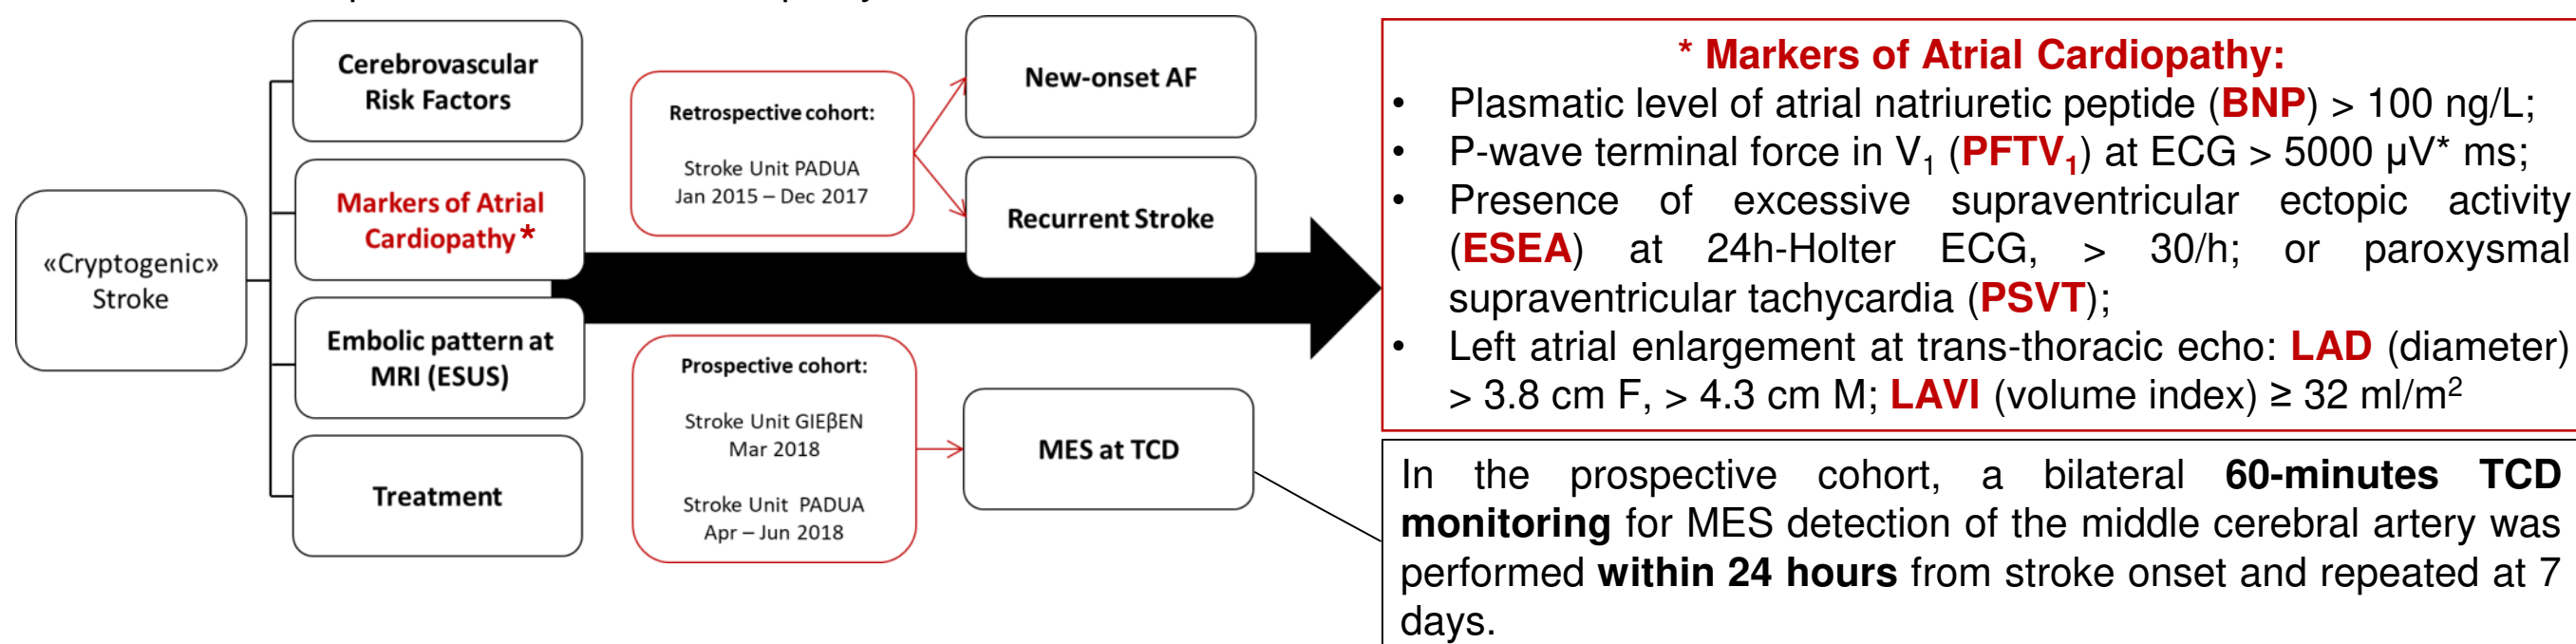 «Cryptogenic»
Stroke
Cerebrovascular
Risk Factors
Markers of Atrial
Cardiopathy*
Embolic pattern at
MRI (ESUS)
Treatment
Retrospective cohort:
Stroke Unit PADUA
Jan 2015 – Dec 2017
New-onset AF
Recurrent Stroke
Prospective cohort:
Stroke Unit GIEβEN
Mar 2018
Stroke Unit PADUA
Apr – Jun 2018
MES at TCD
* Markers of Atrial Cardiopathy:
• Plasmatic level of atrial natriuretic peptide (BNP) > 100 ng/L;
• P-wave terminal force in V₁ (PFTV₁) at ECG > 5000 µV* ms;
• Presence of excessive supraventricular ectopic activity
(ESEA) at 24h-Holter ECG, > 30/h; or paroxysmal
supraventricular tachycardia (PSVT);
• Left atrial enlargement at trans-thoracic echo: LAD (diameter)
> 3.8 cm F, > 4.3 cm M; LAVI (volume index) ≥ 32 ml/m²
In the prospective cohort, a bilateral 60-minutes TCD
monitoring for MES detection of the middle cerebral artery was
performed within 24 hours from stroke onset and repeated at 7
days.